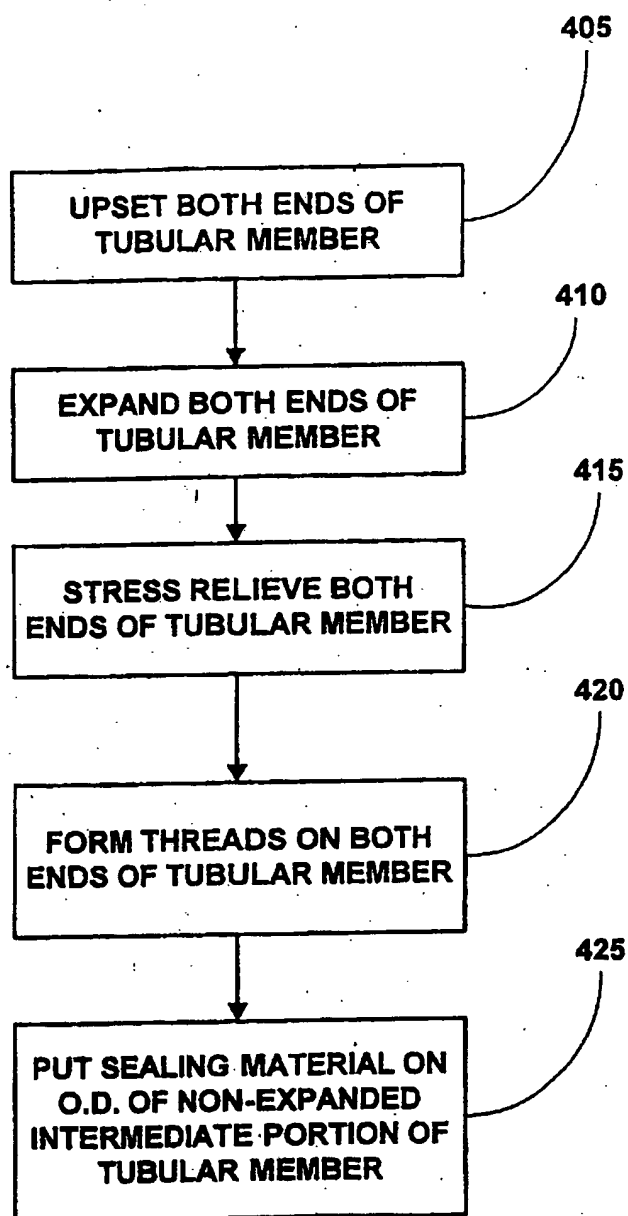 405
UPSET BOTH ENDS OF
TUBULAR MEMBER
410
EXPAND BOTH ENDS OF
TUBULAR MEMBER
415
STRESS RELIEVE BOTH
ENDS OF TUBULAR MEMBER
420
FORM THREADS ON BOTH
ENDS OF TUBULAR MEMBER
425
PUT SEALING MATERIAL ON
O.D. OF NON-EXPANDED
INTERMEDIATE PORTION OF
TUBULAR MEMBER